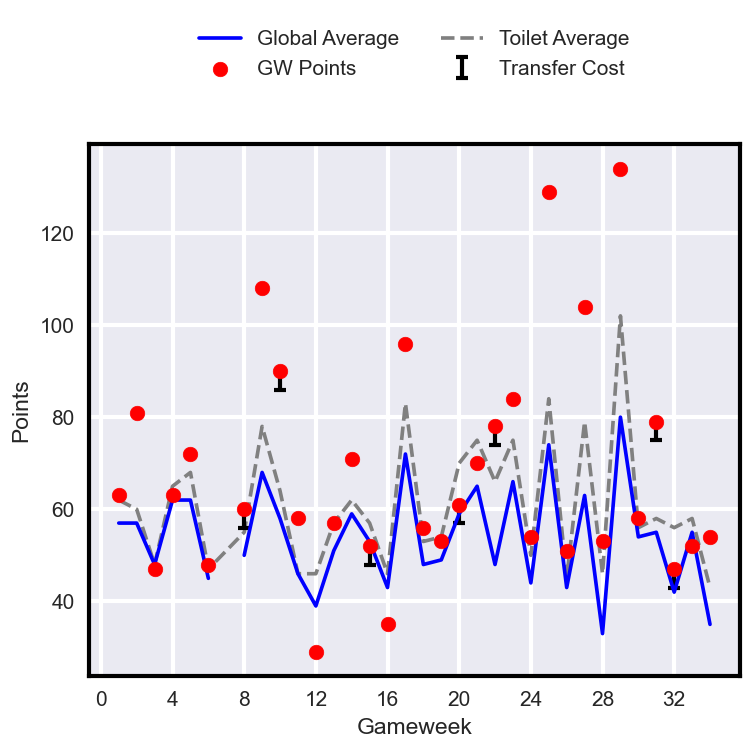 Global Average
Toilet Average
GW Points
Transfer Cost
120
100
80
60
40
Points
0 4 8 12 16 20 24 28 32
Gameweek